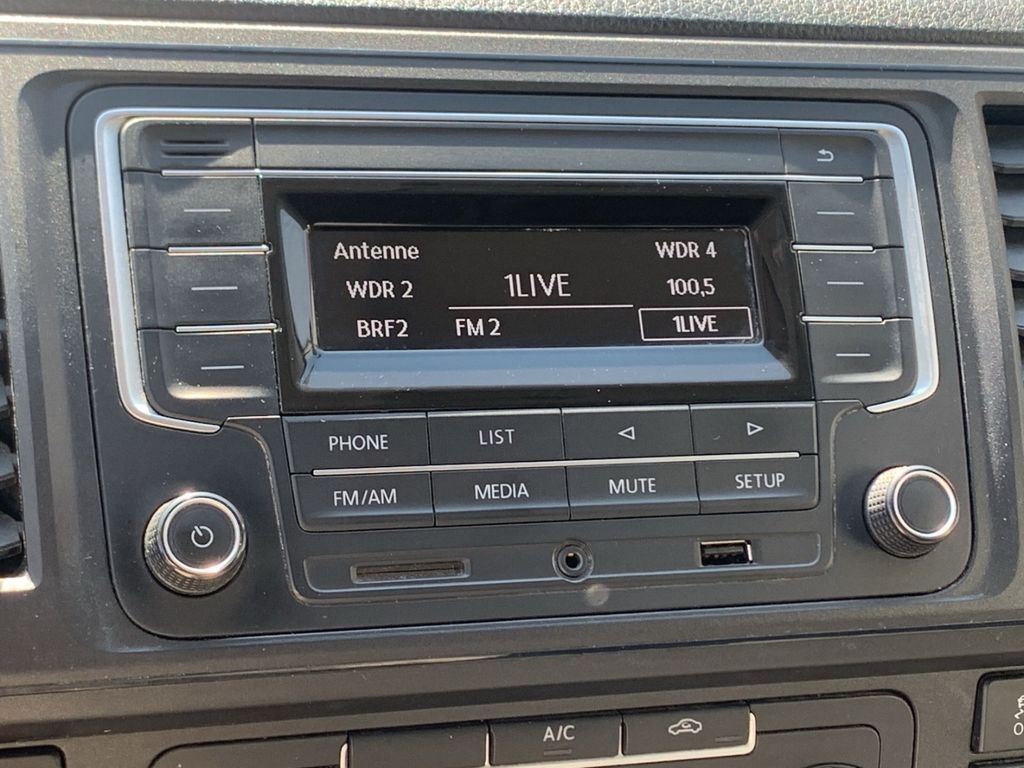 Antenne
WDR 4
WDR 2
1LIVE
100,5
BRF2
FM 2
1LIVE
PHONE
LIST
FM/AM
MEDIA
MUTE
SETUP
A/C